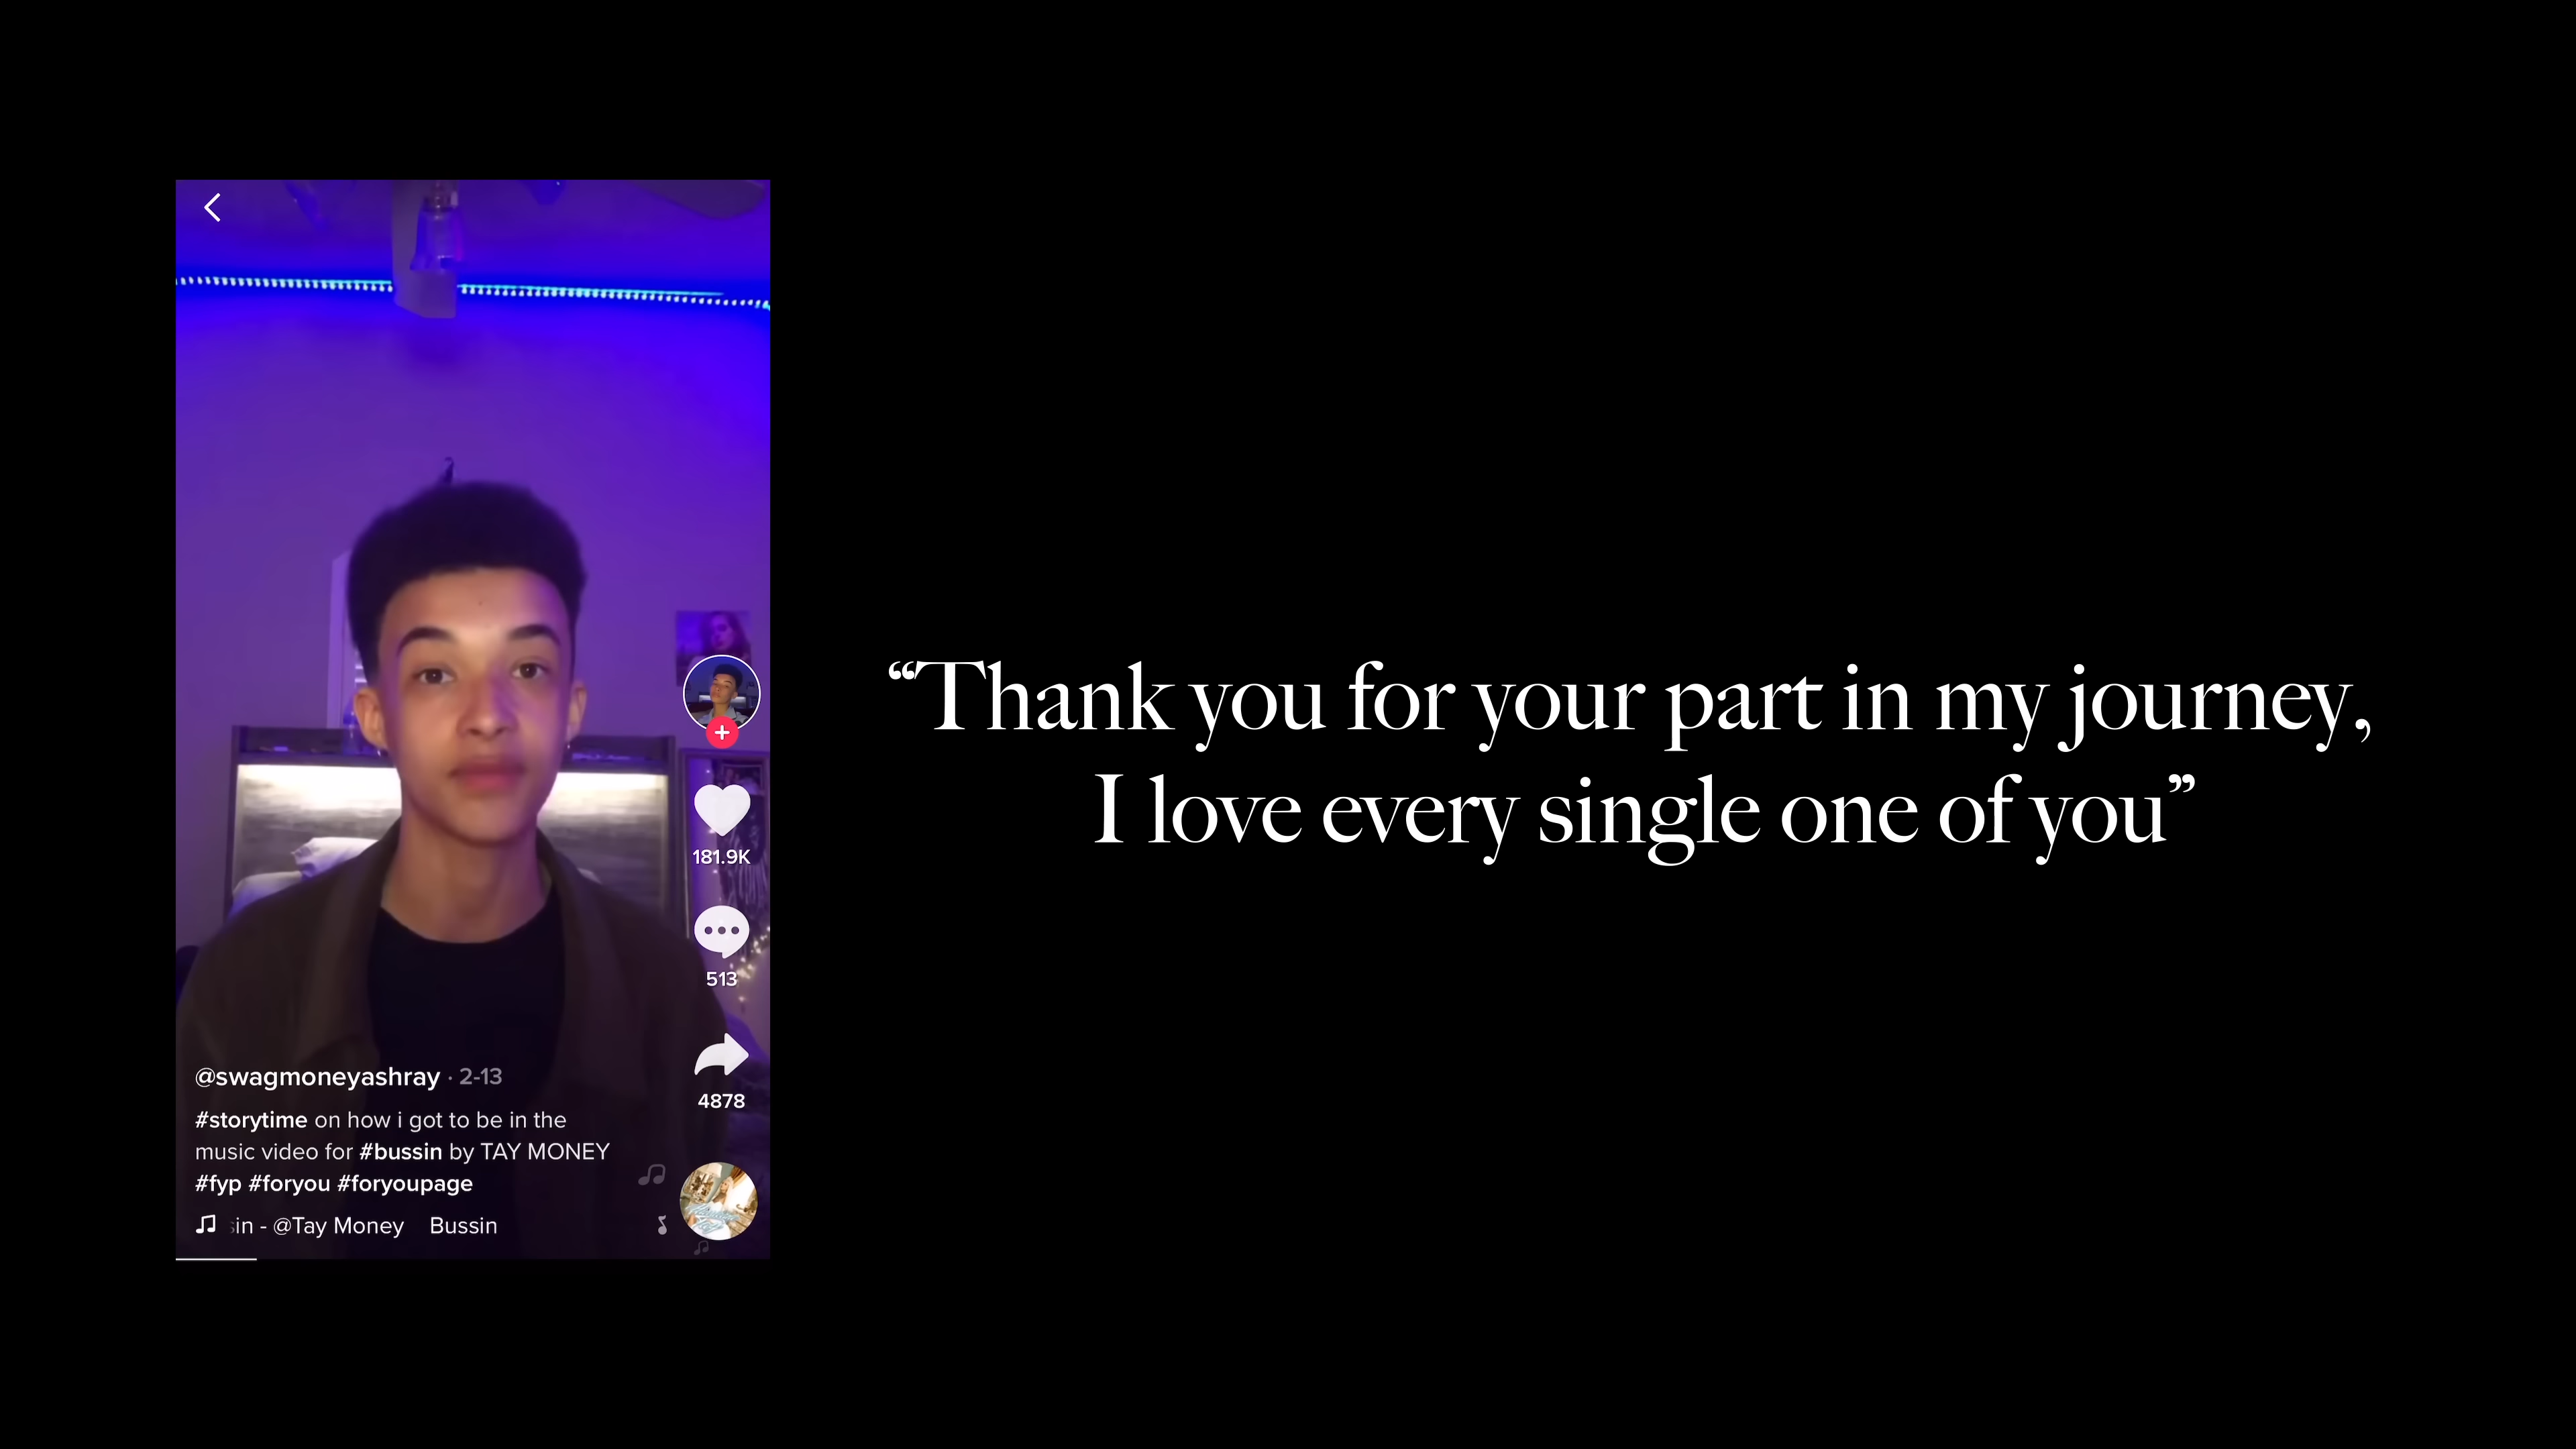 181.9K
513
4878
@swagmoneyashray · 2-13
#storytime on how i got to be in the
music video for #bussin by TAY MONEY
#fyp #foryou #foryoupage
in - @Tay Money Bussin
“Thank you for your part in my journey,
I love every single one of you”